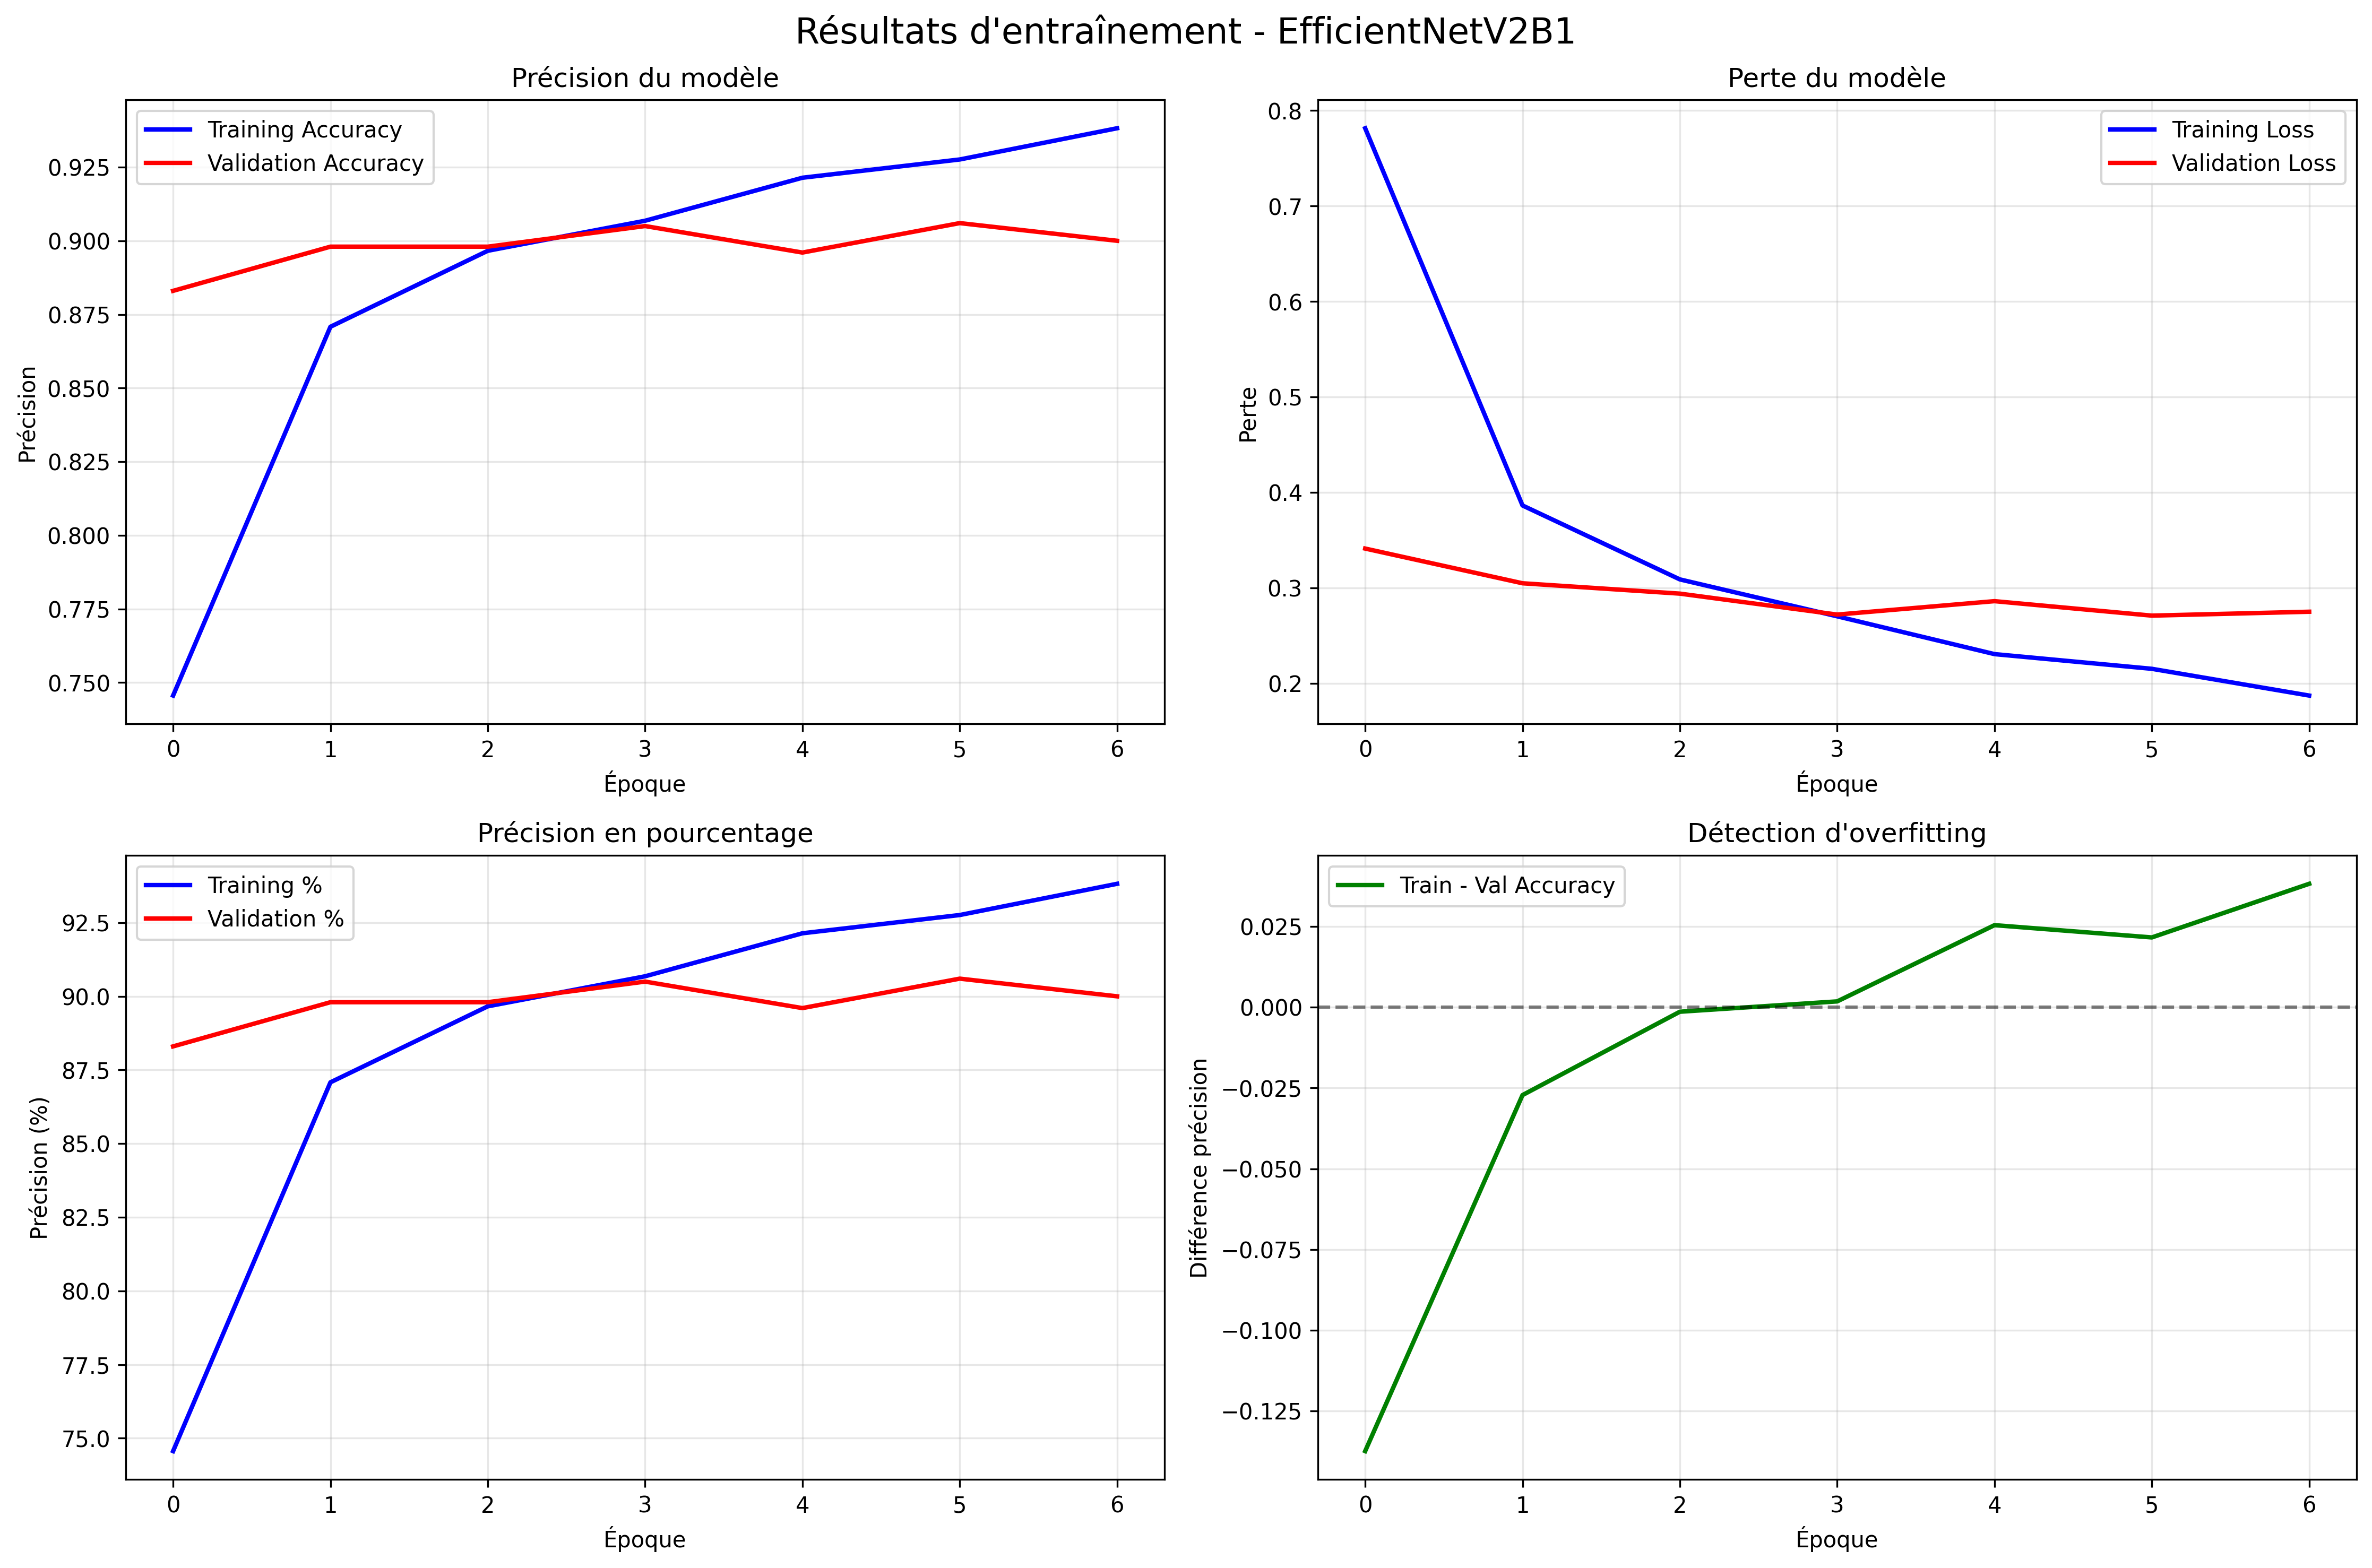 Résultats d'entraînement - EfficientNetV2B1
Précision du modèle
Training Accuracy
Validation Accuracy
0.925
0.900
0.875
0.850
0.825
0.800
0.775
0.750
Précision
0 1 2 3 4 5 6
Époque
Perte du modèle
Training Loss
Validation Loss
0.8
0.7
0.6
0.5
0.4
0.3
0.2
Perte
0 1 2 3 4 5 6
Époque
Précision en pourcentage
Training %
Validation %
92.5
90.0
87.5
85.0
82.5
80.0
77.5
75.0
Précision (%)
0 1 2 3 4 5 6
Époque
Détection d'overfitting
Train - Val Accuracy
0.025
0.000
−0.025
−0.050
−0.075
−0.100
−0.125
Différence précision
0 1 2 3 4 5 6
Époque